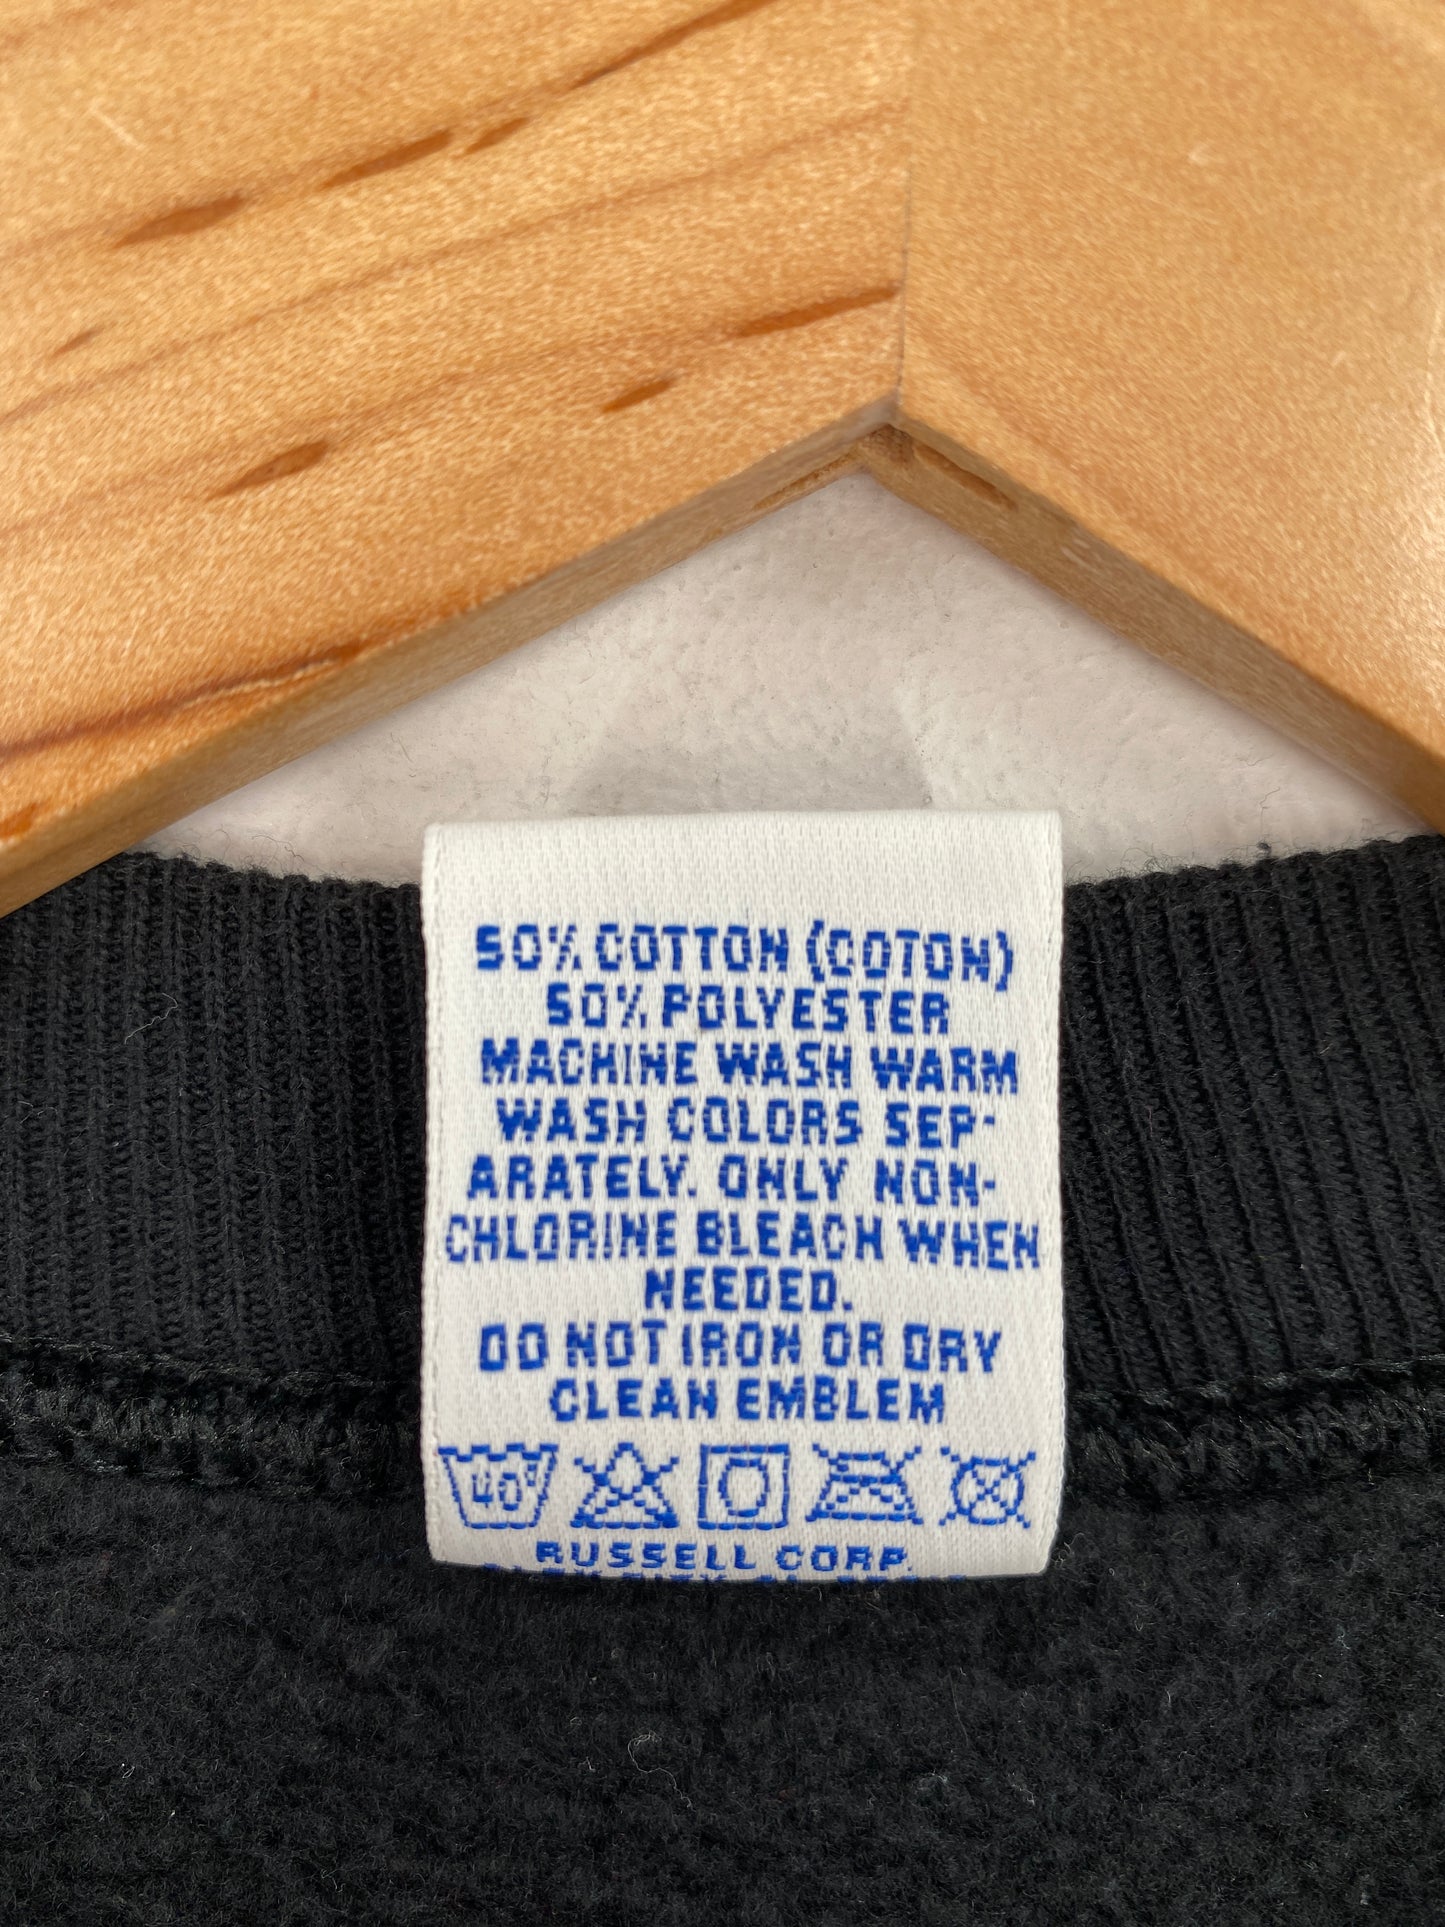 50% COTTON (COTON)
50% POLYESTER
MACHINE WASH WARM
WASH COLORS SEP-
ARATELY. ONLY NON-
CHLORINE BLEACH WHEN
NEEDED.
DO NOT IRON OR DRY
CLEAN EMBLEM
40°
RUSSELL CORP.